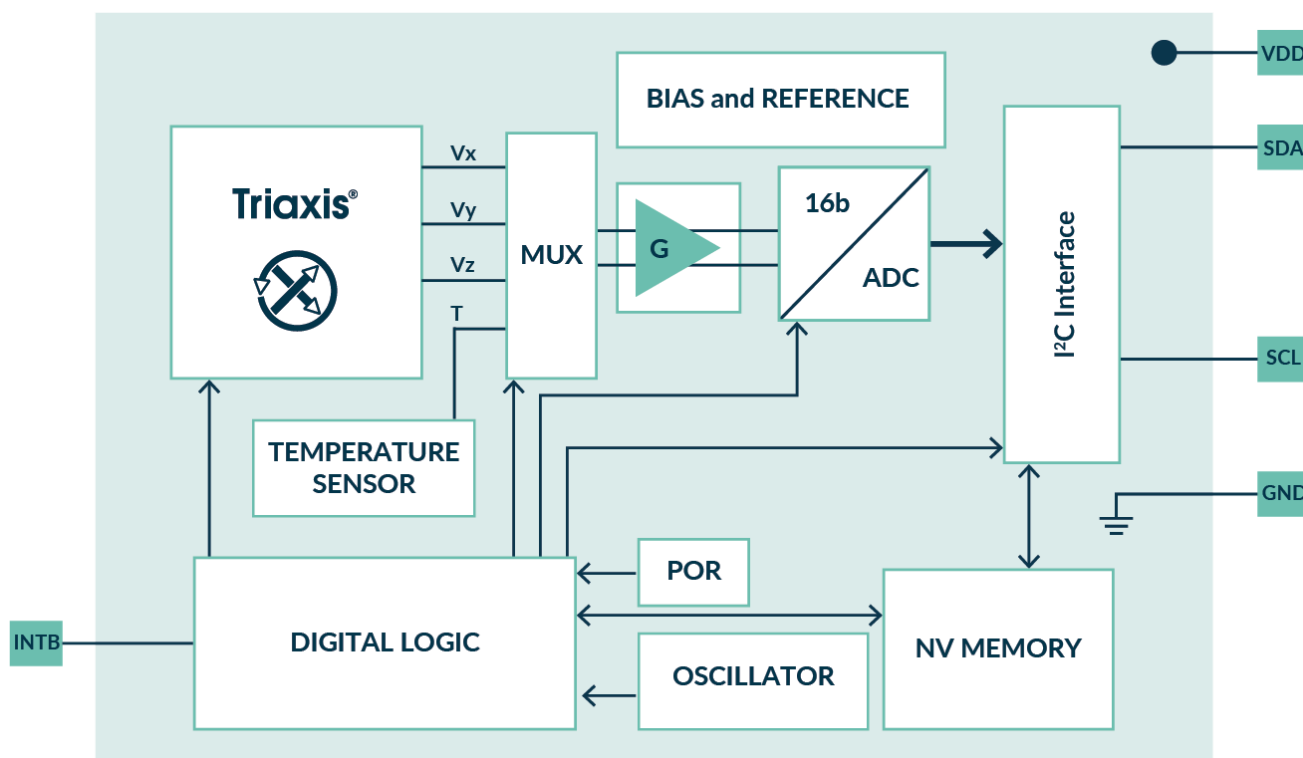 VDD
BIAS and REFERENCE
SDA
Triaxis®
Vx
Vy
Vz
T
MUX
G
16b
ADC
I²C Interface
SCL
TEMPERATURE
SENSOR
GND
POR
INTB
DIGITAL LOGIC
OSCILLATOR
NV MEMORY